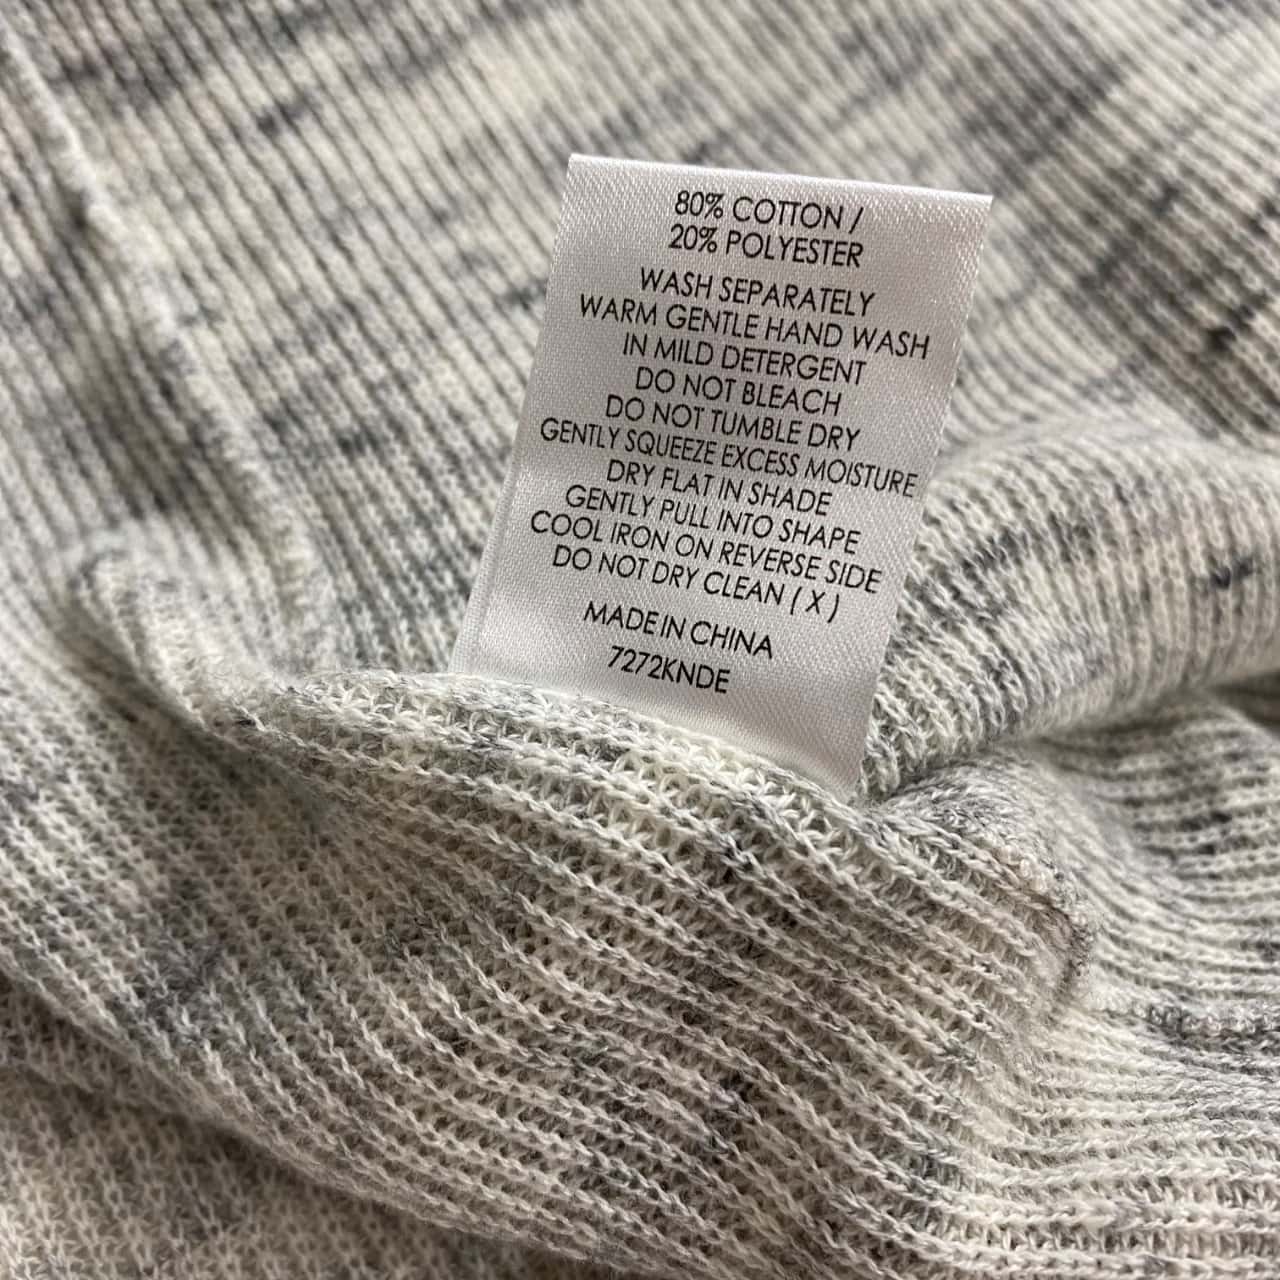 80% COTTON /
20% POLYESTER
WASH SEPARATELY
WARM GENTLE HAND WASH
IN MILD DETERGENT
DO NOT BLEACH
DO NOT TUMBLE DRY
GENTLY SQUEEZE EXCESS MOISTURE
DRY FLAT IN SHADE
GENTLY PULL INTO SHAPE
COOL IRON ON REVERSE SIDE
DO NOT DRY CLEAN ( X )
MADE IN CHINA
7272KNDE